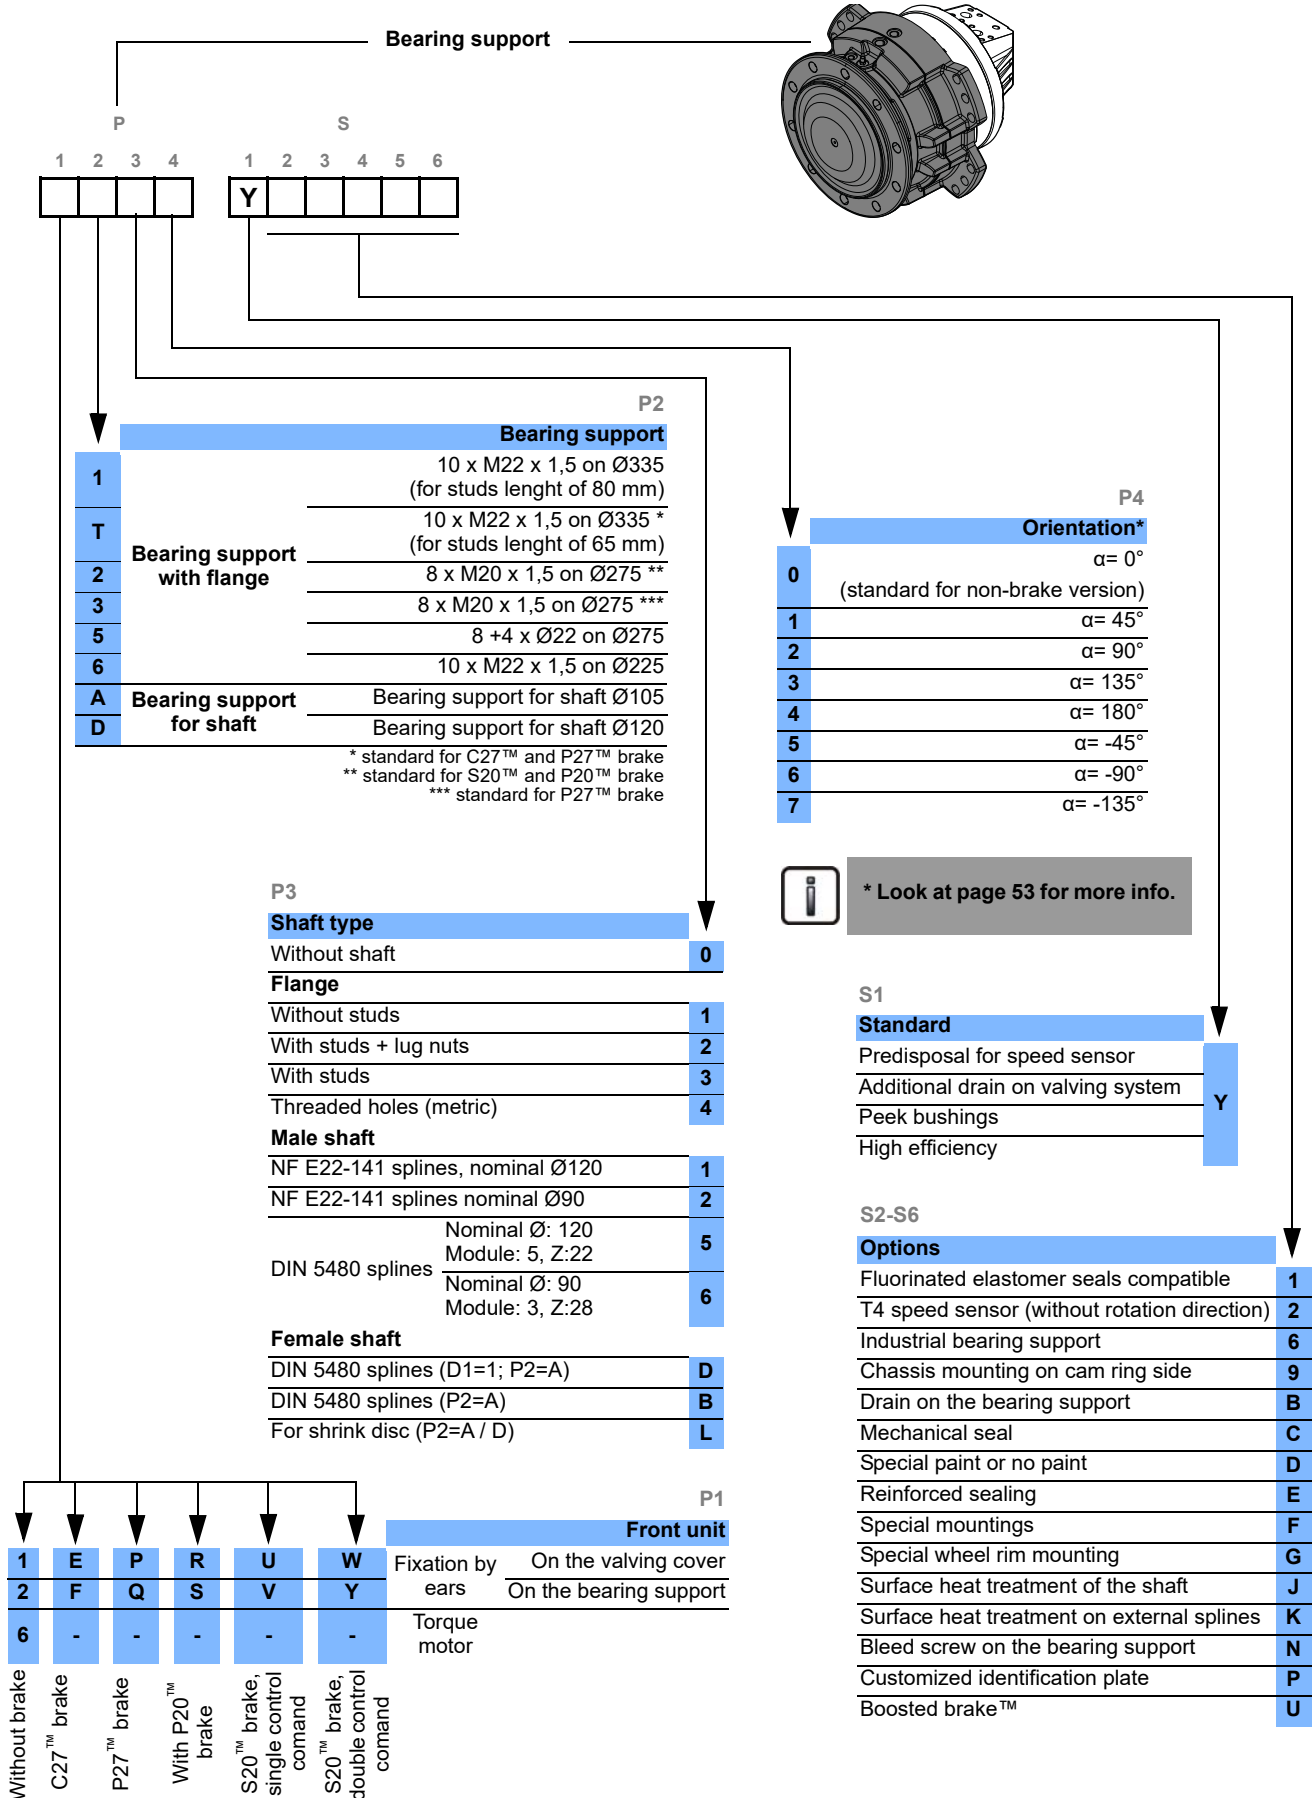 Bearing support
P S
1 2 3 4 1 2 3 4 5 6
Y
P2
Bearing support
1 10 x M22 x 1,5 on Ø335
(for studs lenght of 80 mm)
T 10 x M22 x 1,5 on Ø335 *
(for studs lenght of 65 mm)
Bearing support
with flange
2 8 x M20 x 1,5 on Ø275 **
3 8 x M20 x 1,5 on Ø275 ***
5 8 +4 x Ø22 on Ø275
6 10 x M22 x 1,5 on Ø225
A Bearing support for shaft Ø105
Bearing support
for shaft
D Bearing support for shaft Ø120
* standard for C27™ and P27™ brake
** standard for S20™ and P20™ brake
*** standard for P27™ brake
P4
Orientation*
0 α= 0°
(standard for non-brake version)
1 α= 45°
2 α= 90°
3 α= 135°
4 α= 180°
5 α= -45°
6 α= -90°
7 α= -135°
i
* Look at page 53 for more info.
P3
Shaft type
Without shaft 0
Flange
Without studs 1
With studs + lug nuts 2
With studs 3
Threaded holes (metric) 4
Male shaft
NF E22-141 splines, nominal Ø120 1
NF E22-141 splines nominal Ø90 2
DIN 5480 splines
Nominal Ø: 120
Module: 5, Z:22 5
Nominal Ø: 90
Module: 3, Z:28 6
Female shaft
DIN 5480 splines (D1=1; P2=A) D
DIN 5480 splines (P2=A) B
For shrink disc (P2=A / D) L
S1
Standard
Predisposal for speed sensor
Additional drain on valving system
Peek bushings
High efficiency
Y
S2-S6
Options
Fluorinated elastomer seals compatible 1
T4 speed sensor (without rotation direction) 2
Industrial bearing support 6
Chassis mounting on cam ring side 9
Drain on the bearing support B
Mechanical seal C
Special paint or no paint D
Reinforced sealing E
Special mountings F
Special wheel rim mounting G
Surface heat treatment of the shaft J
Surface heat treatment on external splines K
Bleed screw on the bearing support N
Customized identification plate P
Boosted brake™ U
P1
Front unit
1 E P R U W Fixation by ears On the valving cover
2 F Q S V Y On the bearing support
6 - - - - - Torque motor
Without brake
C27™ brake
P27™ brake
With P20™
brake
S20™ brake,
single control
comand
S20™ brake,
double control
comand